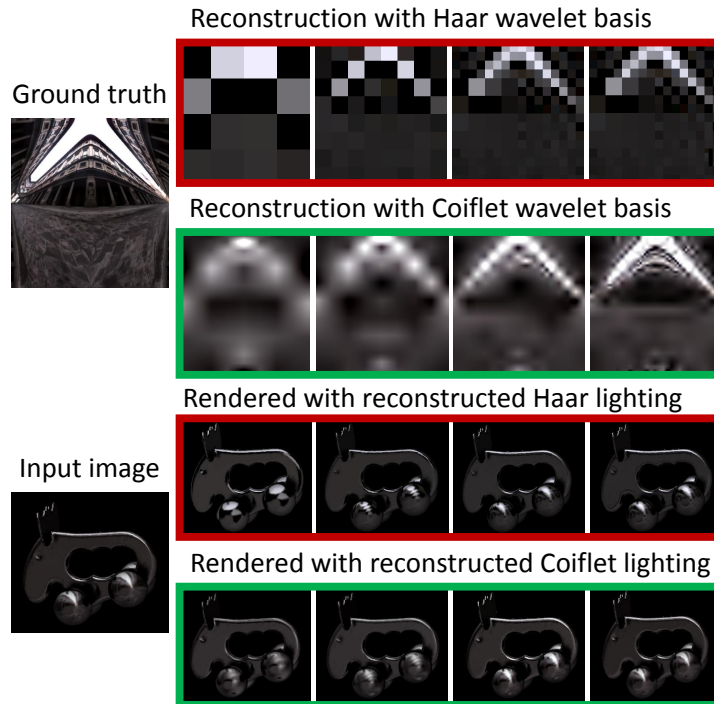 Reconstruction with Haar wavelet basis
Ground truth
Reconstruction with Coiflet wavelet basis
Rendered with reconstructed Haar lighting
Input image
Rendered with reconstructed Coiflet lighting